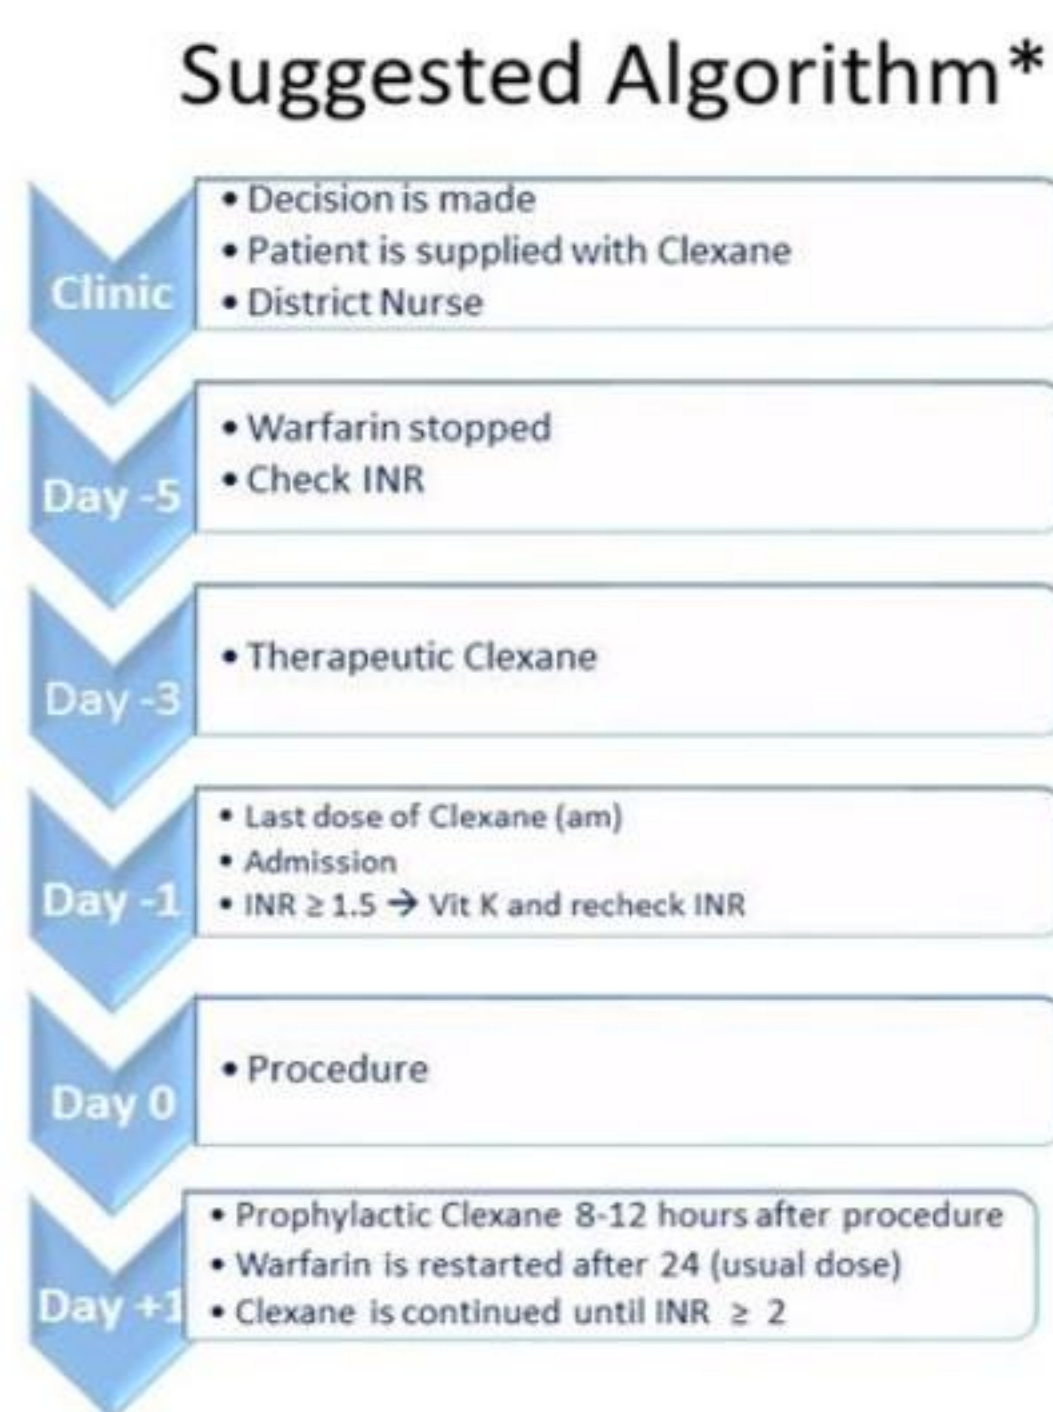 Suggested Algorithm*
Clinic
• Decision is made
• Patient is supplied with Clexane
• District Nurse
Day -5
• Warfarin stopped
• Check INR
Day -3
• Therapeutic Clexane
Day -1
• Last dose of Clexane (am)
• Admission
• INR ≥ 1.5 → Vit K and recheck INR
Day 0
• Procedure
Day +1
• Prophylactic Clexane 8-12 hours after procedure
• Warfarin is restarted after 24 (usual dose)
• Clexane is continued until INR ≥ 2